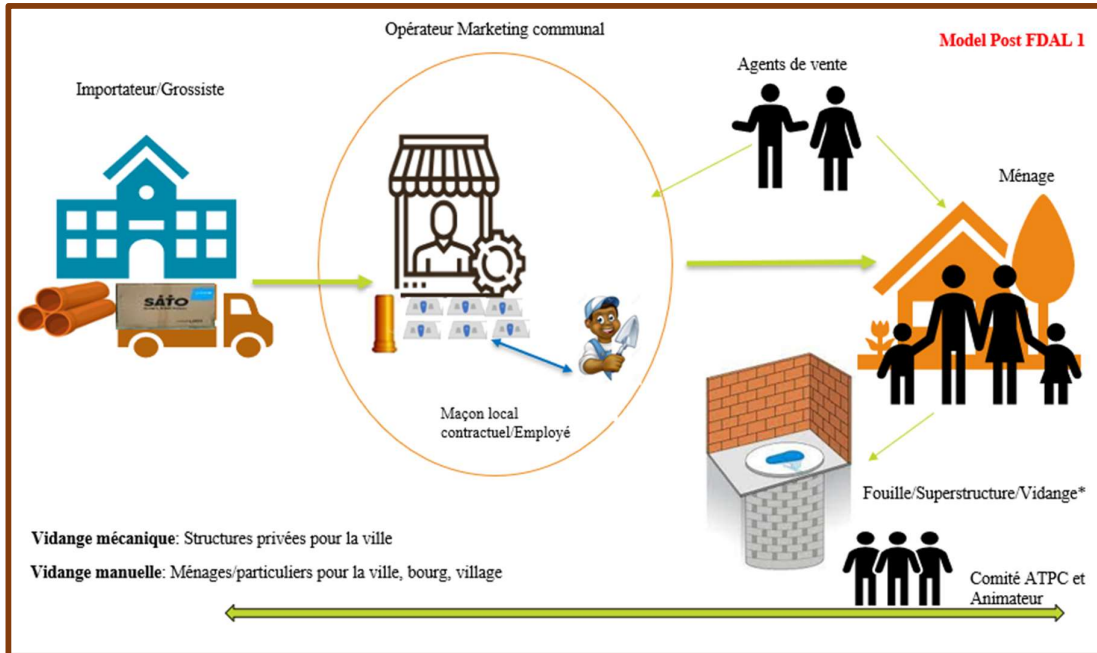 Opérateur Marketing communal
Model Post FDAL 1
Agents de vente
Importateur/Grossiste
Ménage
SATO
Maçon local
contractuel/Employé
Fouille/Superstructure/Vidange*
Vidange mécanique: Structures privées pour la ville
Vidange manuelle: Ménages/particuliers pour la ville, bourg, village
Comité ATPC et
Animateur